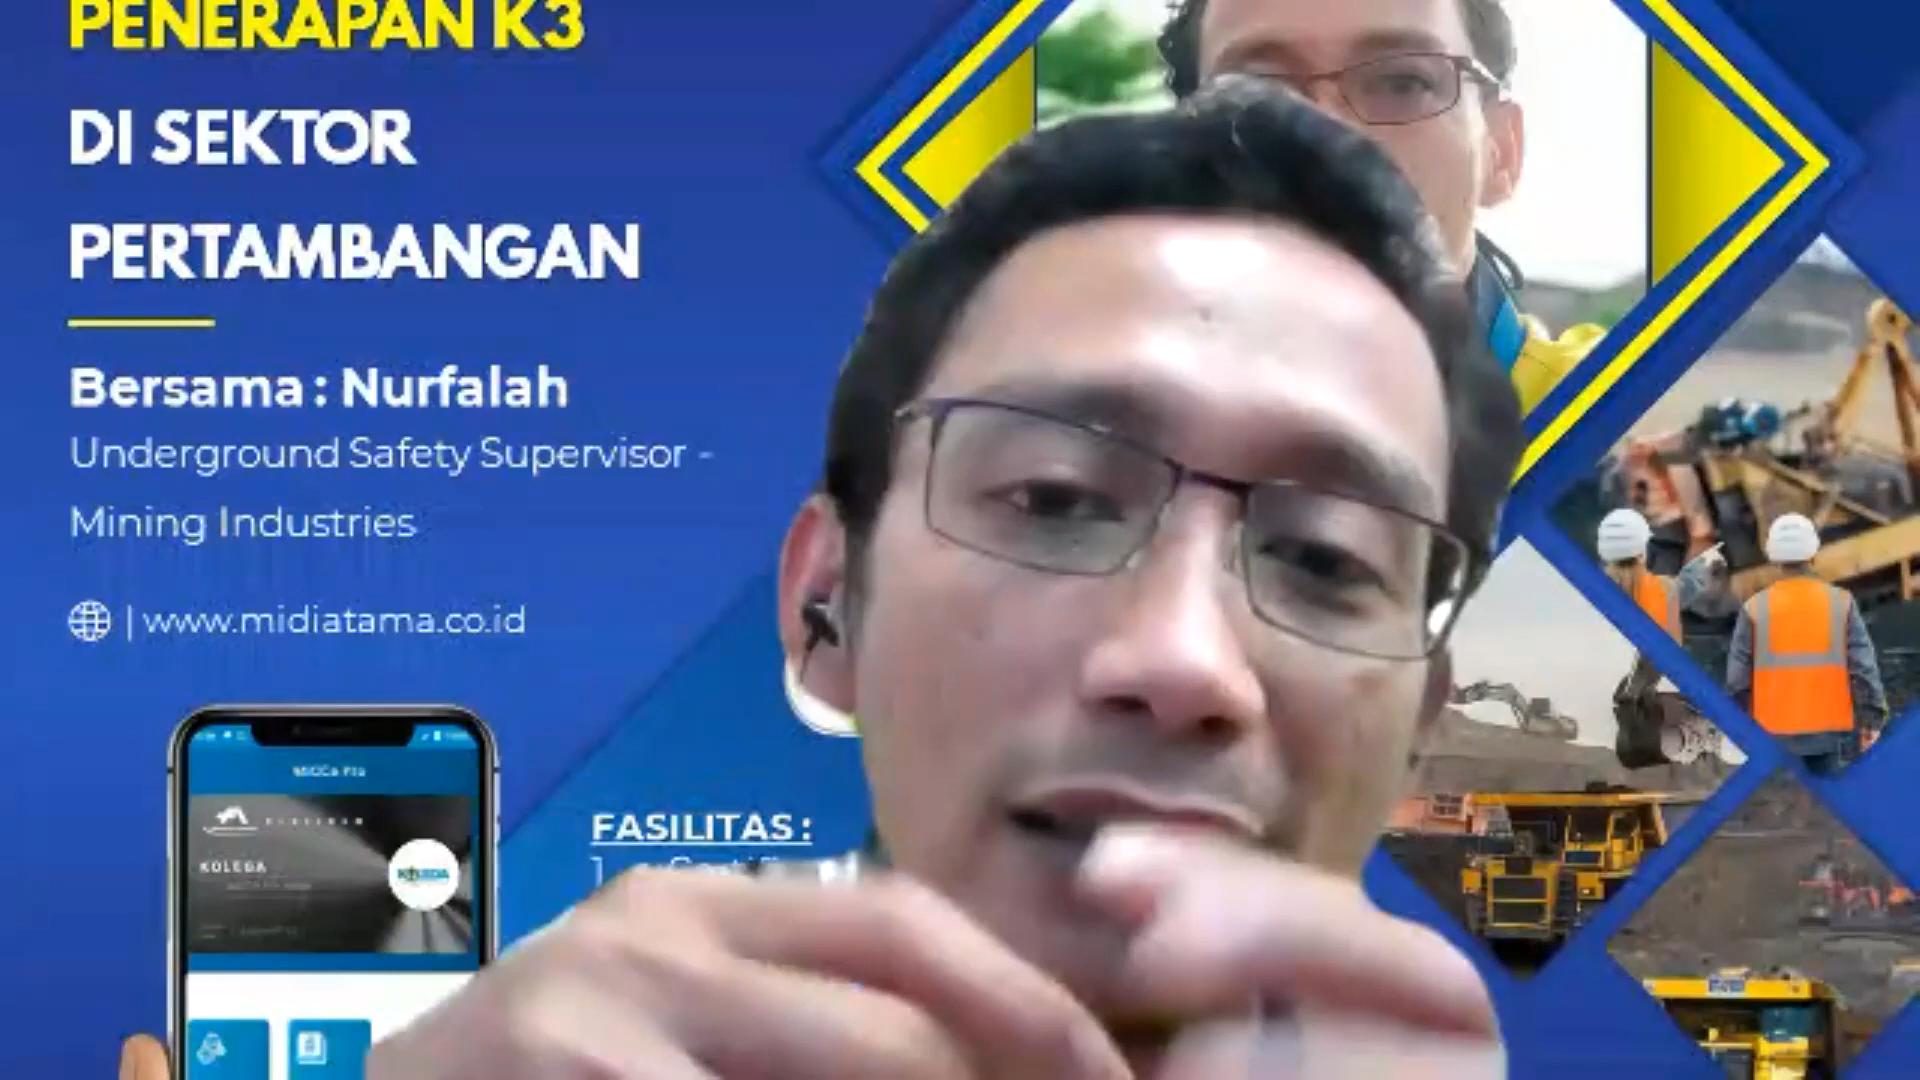 PENERAPAN K3
DI SEKTOR
PERTAMBANGAN
Bersama : Nurfalah
Underground Safety Supervisor -
Mining Industries
| www.midiatama.co.id
FASILITAS :
KOLEGA